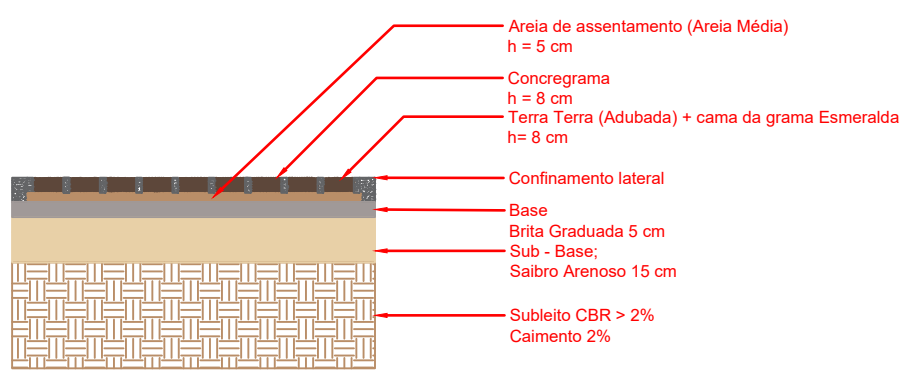 Areia de assentamento (Areia Média)
h = 5 cm
Concregrama
h = 8 cm
Terra Terra (Adubada) + cama da grama Esmeralda
h= 8 cm
Confinamento lateral
Base
Brita Graduada 5 cm
Sub - Base;
Saibro Arenoso 15 cm
Subleito CBR > 2%
Caimento 2%